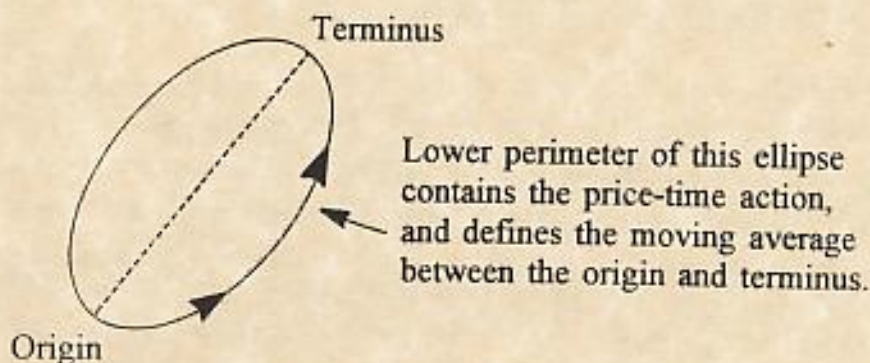 Terminus
Lower perimeter of this ellipse
contains the price-time action,
and defines the moving average
between the origin and terminus.
Origin